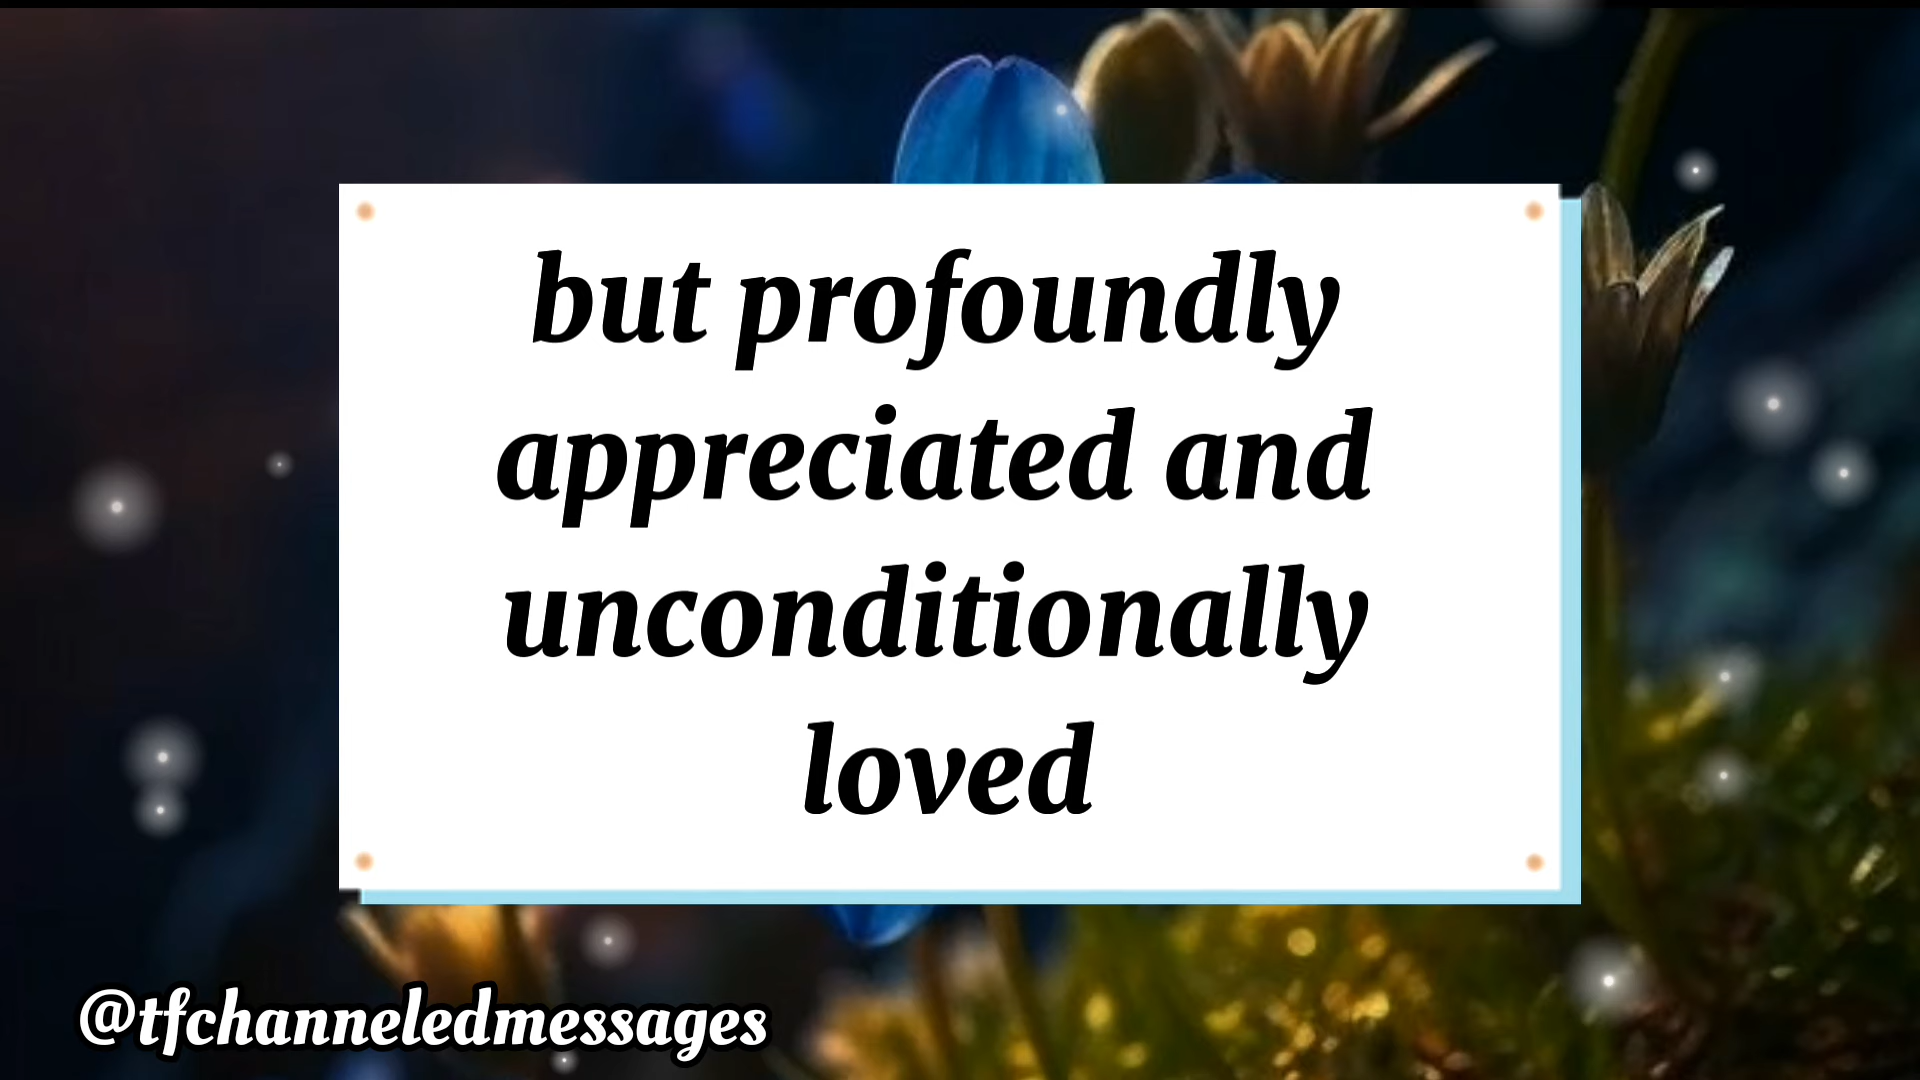 but profoundly
appreciated and
unconditionally
loved
@tfchanneledmessages